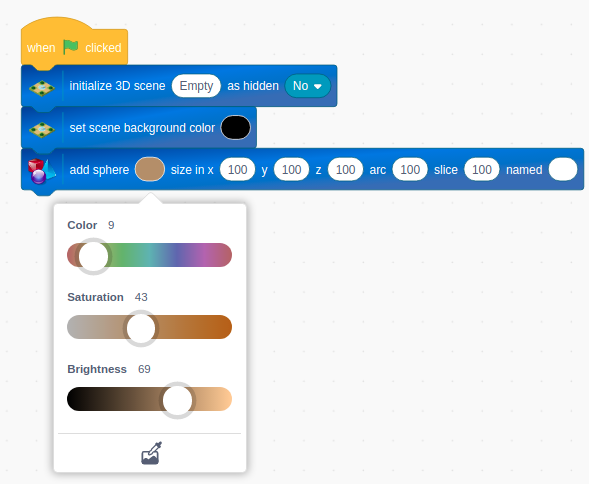 when clicked
initialize 3D scene Empty as hidden No
set scene background color
add sphere size in x 100 y 100 z 100 arc 100 slice 100 named
Color 9
Saturation 43
Brightness 69